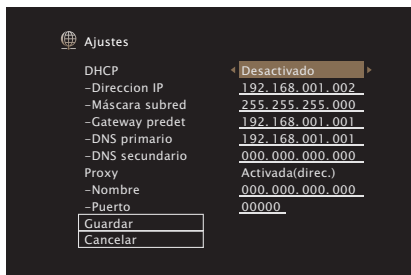 Ajustes
DHCP Desactivado
-Direccion IP 192.168.001.002
-Máscara subred 255.255.255.000
-Gateway predet 192.168.001.001
-DNS primario 192.168.001.001
-DNS secundario 000.000.000.000
Proxy Activada(direc.)
-Nombre 000.000.000.000
-Puerto 00000
Guardar
Cancelar